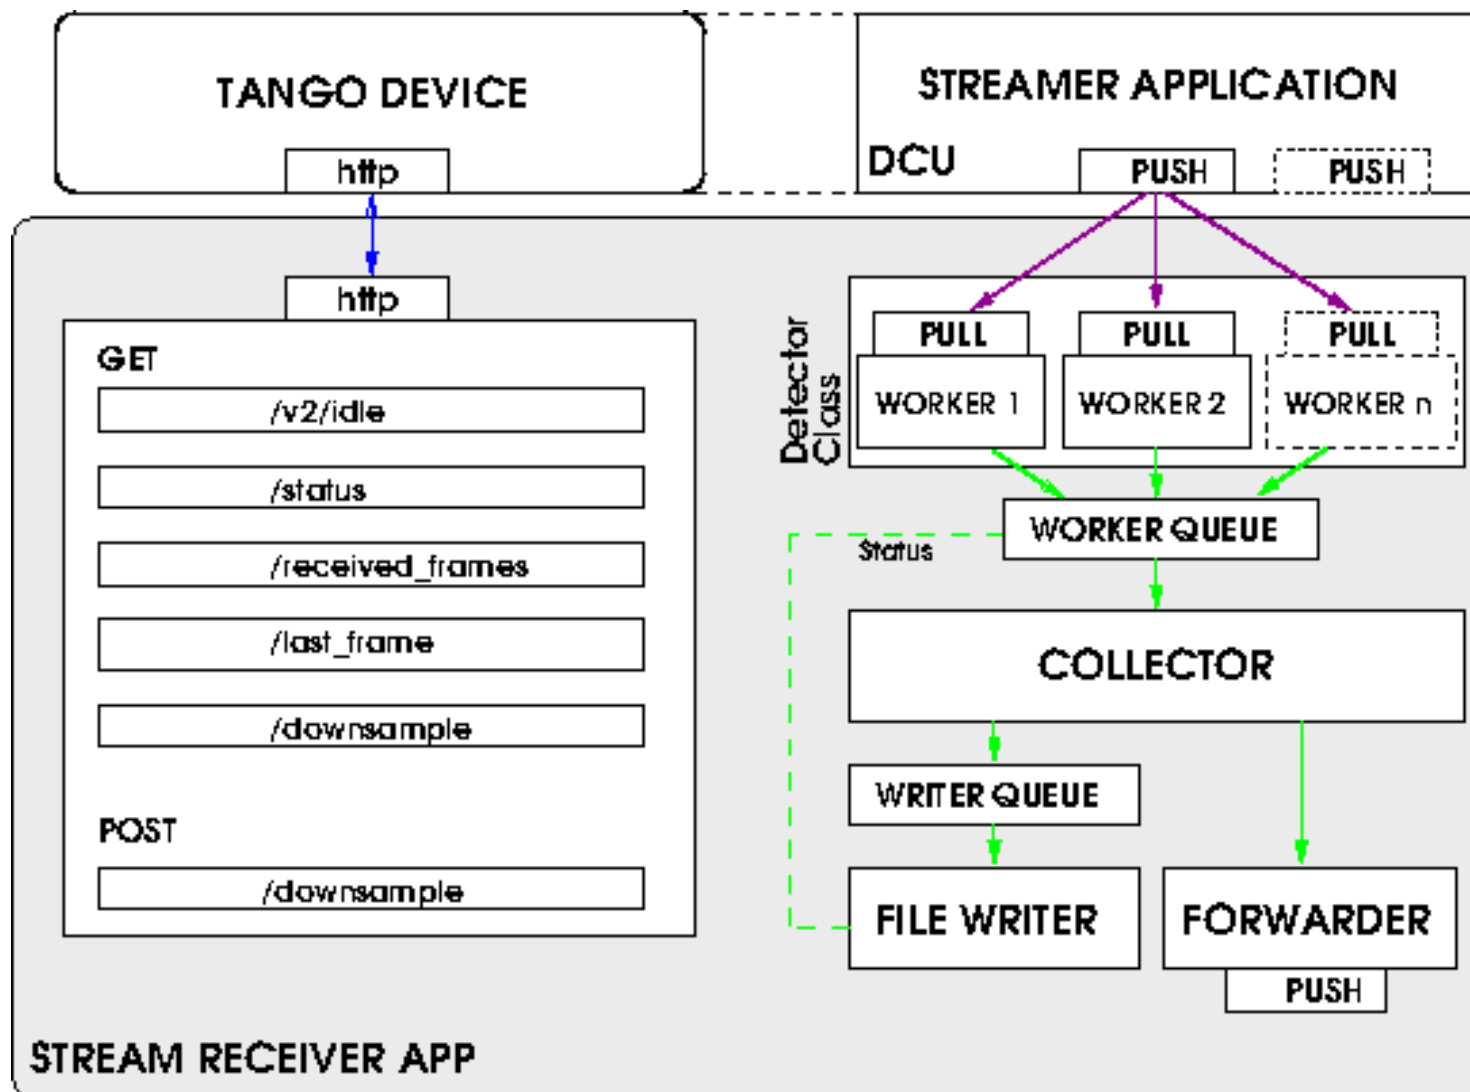 TANGO DEVICE
http
STREAMER APPLICATION
DCU
PUSH
PUSH
http
GET
/v2/idle
/status
/received_frames
/last_frame
/downsample
POST
/downsample
Detector
Class
PULL
PULL
PULL
WORKER 1
WORKER 2
WORKER n
WORKER QUEUE
Status
COLLECTOR
WRITER QUEUE
FILE WRITER
FORWARDER
PUSH
STREAM RECEIVER APP